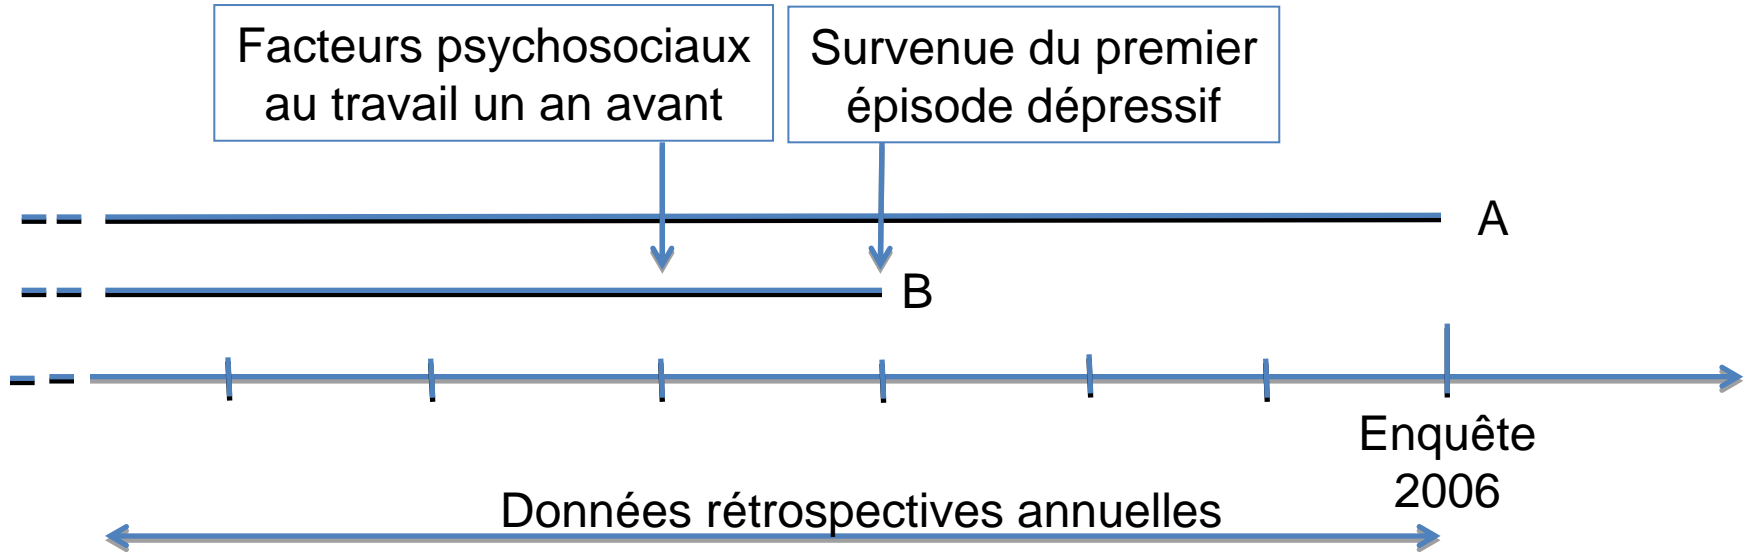 Facteurs psychosociaux
au travail un an avant
Survenue du premier
épisode dépressif
A
B
Enquête
2006
Données rétrospectives annuelles